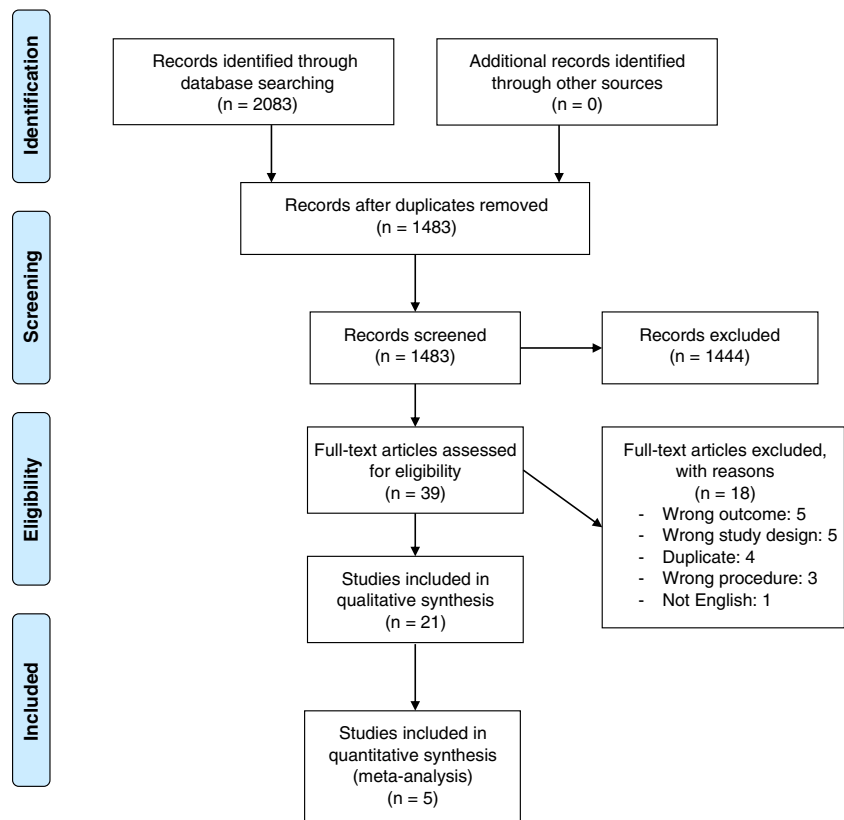 Identification
Records identified through
database searching
(n = 2083)
Additional records identified
through other sources
(n = 0)
Records after duplicates removed
(n = 1483)
Screening
Records screened
(n = 1483)
Records excluded
(n = 1444)
Eligibility
Full-text articles assessed
for eligibility
(n = 39)
Full-text articles excluded,
with reasons
(n = 18)
- Wrong outcome: 5
- Wrong study design: 5
- Duplicate: 4
- Wrong procedure: 3
- Not English: 1
Studies included in
qualitative synthesis
(n = 21)
Included
Studies included in
quantitative synthesis
(meta-analysis)
(n = 5)